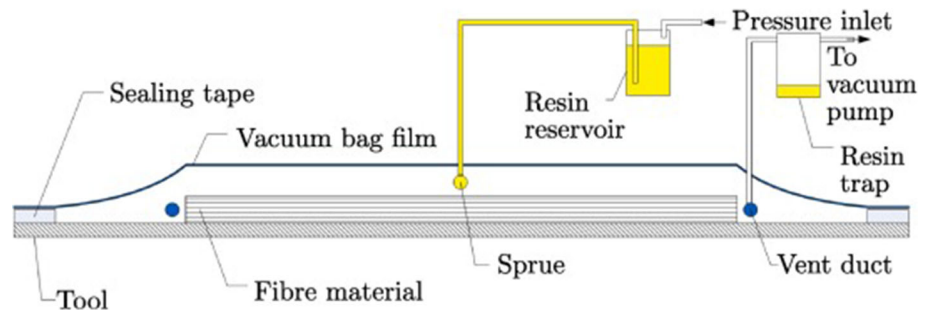 Pressure inlet
To
vacuum
pump
Sealing tape
Resin
reservoir
Vacuum bag film
Resin
trap
Sprue
Vent duct
Fibre material
Tool